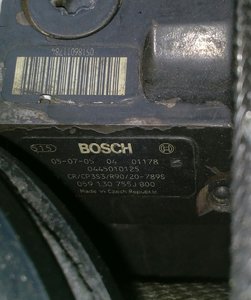 05186011784
BOSCH
05-07-05 04 01178
0445010125
CR/CP3S3/R90/20-789S
059 130 755J 800
Made in Czech Republic